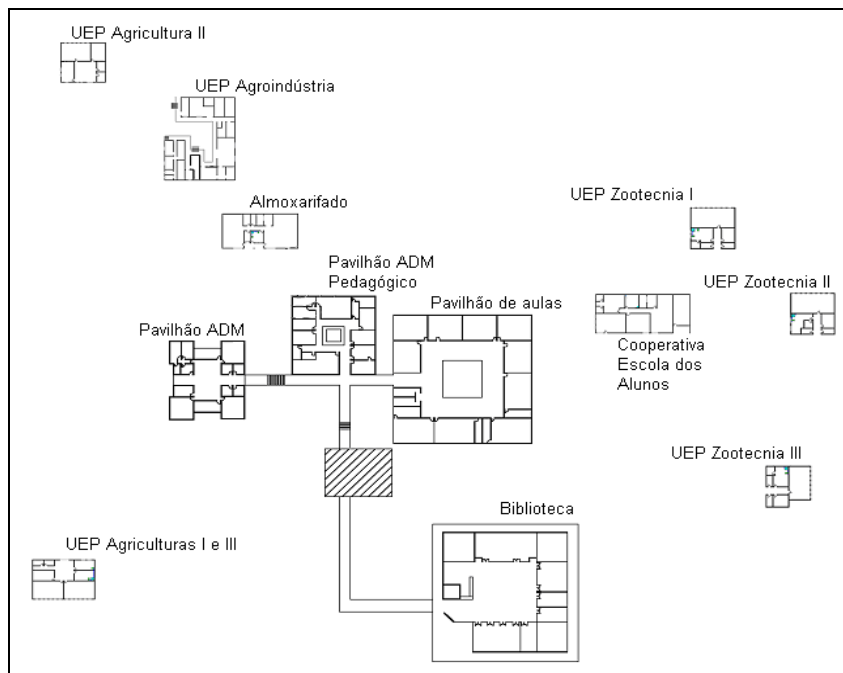 UEP Agricultura II
UEP Agroindústria
Almoxarifado
UEP Zootecnia I
Pavilhão ADM
Pedagógico
UEP Zootecnia II
Pavilhão de aulas
Pavilhão ADM
Cooperativa
Escola dos
Alunos
UEP Zootecnia III
Biblioteca
UEP Agriculturas I e III